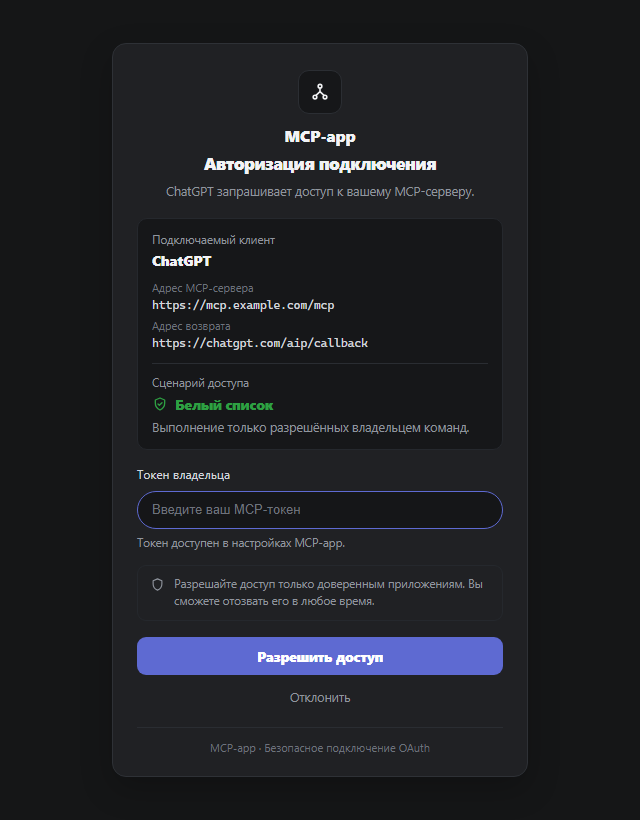 MCP-app
Авторизация подключения
ChatGPT запрашивает доступ к вашему MCP-серверу.
Подключаемый клиент
ChatGPT
Адрес MCP-сервера
https://mcp.example.com/mcp
Адрес возврата
https://chatgpt.com/aip/callback
Сценарий доступа
Белый список
Выполнение только разрешённых владельцем команд.
Токен владельца
Введите ваш MCP-токен
Токен доступен в настройках MCP-app.
Разрешайте доступ только доверенным приложениям. Вы
сможете отозвать его в любое время.
Разрешить доступ
Отклонить
MCP-app · Безопасное подключение OAuth